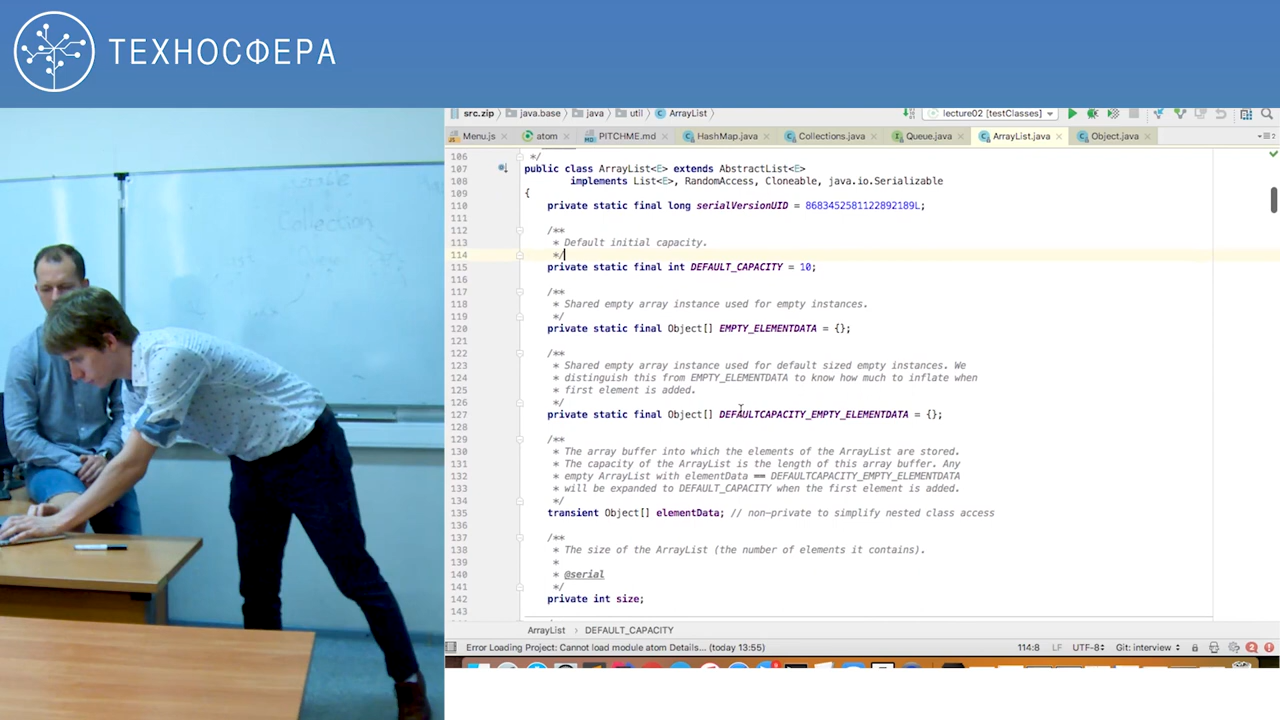 ТЕХНОСФЕРА
src.zip java.base java util ArrayList lecture02 [testClasses]
Menu.js atom PITCHME.md HashMap.java Collections.java Queue.java ArrayList.java Object.java
106 */
107 public class ArrayList<E> extends AbstractList<E>
108 implements List<E>, RandomAccess, Cloneable, java.io.Serializable
109 {
110 private static final long serialVersionUID = 8683452581122892189L;
111
112 /**
113 * Default initial capacity.
114 */
115 private static final int DEFAULT_CAPACITY = 10;
116
117 /**
118 * Shared empty array instance used for empty instances.
119 */
120 private static final Object[] EMPTY_ELEMENTDATA = {};
121
122 /**
123 * Shared empty array instance used for default sized empty instances. We
124 * distinguish this from EMPTY_ELEMENTDATA to know how much to inflate when
125 * first element is added.
126 */
127 private static final Object[] DEFAULTCAPACITY_EMPTY_ELEMENTDATA = {};
128
129 /**
130 * The array buffer into which the elements of the ArrayList are stored.
131 * The capacity of the ArrayList is the length of this array buffer. Any
132 * empty ArrayList with elementData == DEFAULTCAPACITY_EMPTY_ELEMENTDATA
133 * will be expanded to DEFAULT_CAPACITY when the first element is added.
134 */
135 transient Object[] elementData; // non-private to simplify nested class access
136
137 /**
138 * The size of the ArrayList (the number of elements it contains).
139 *
140 * @serial
141 */
142 private int size;
143
ArrayList DEFAULT_CAPACITY
Error Loading Project: Cannot load module atom Details... (today 13:55) 114:8 LF UTF-8 Git: interview
Collection